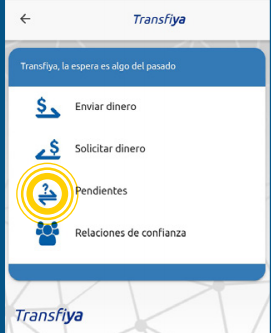 Transfiya
Transfiya, la espera es algo del pasado
$ Enviar dinero
$ Solicitar dinero
? Pendientes
Relaciones de confianza
Transfiya